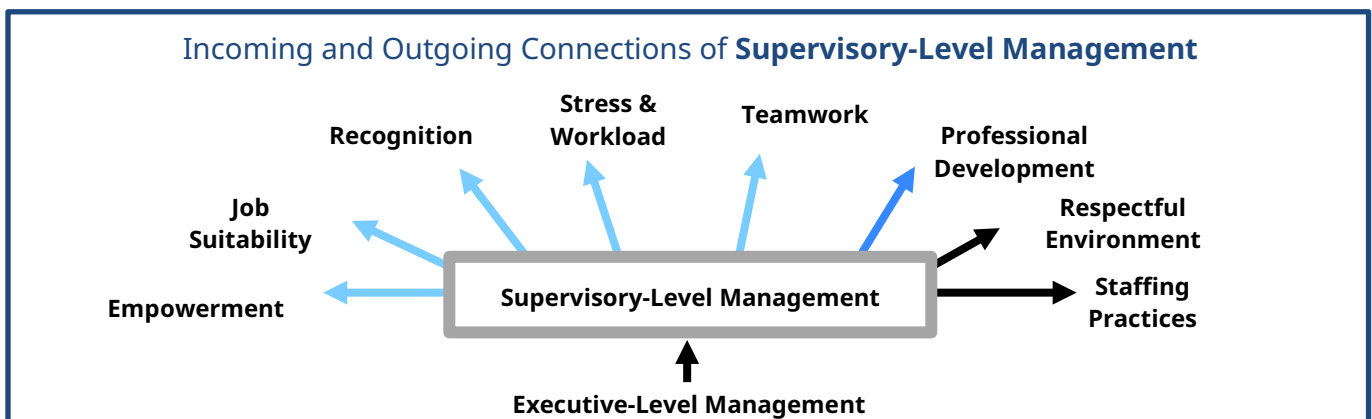 Incoming and Outgoing Connections of Supervisory-Level Management
Stress &
Workload
Teamwork
Recognition
Professional
Development
Job
Suitability
Respectful
Environment
Empowerment
Supervisory-Level Management
Staffing
Practices
Executive-Level Management